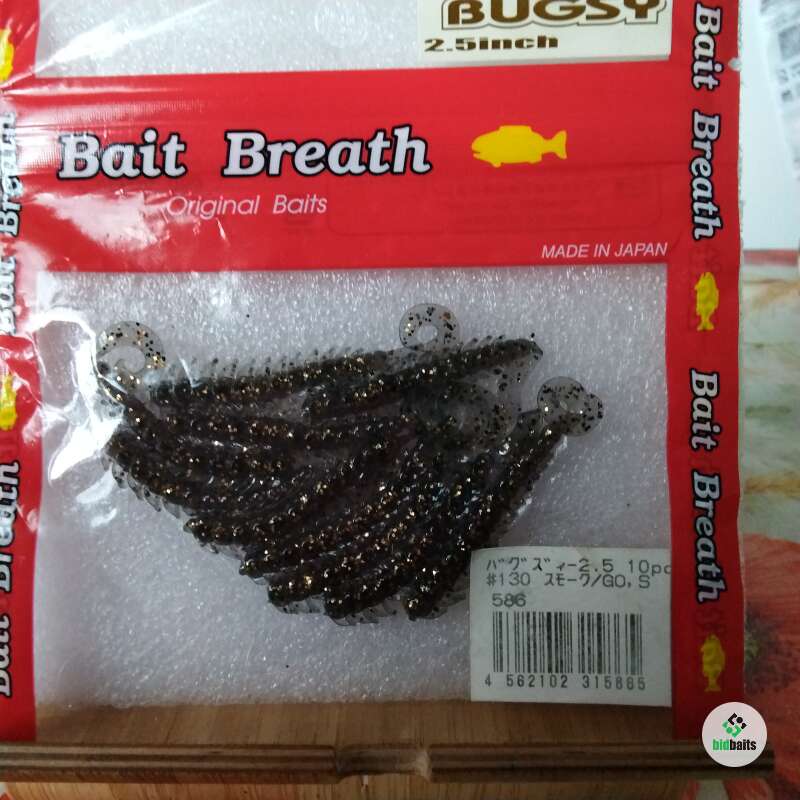 BUGSY
2.5inch
Bait Breath
Original Baits
MADE IN JAPAN
Bait Breath
Bait Breath
Bait Breath
Bait Breath
ﾊﾞｸﾞｽﾞｨｰ2.5 10pc
#130 ｽﾓｰｸ/GO,S
586
4 562102 315865
bidbaits